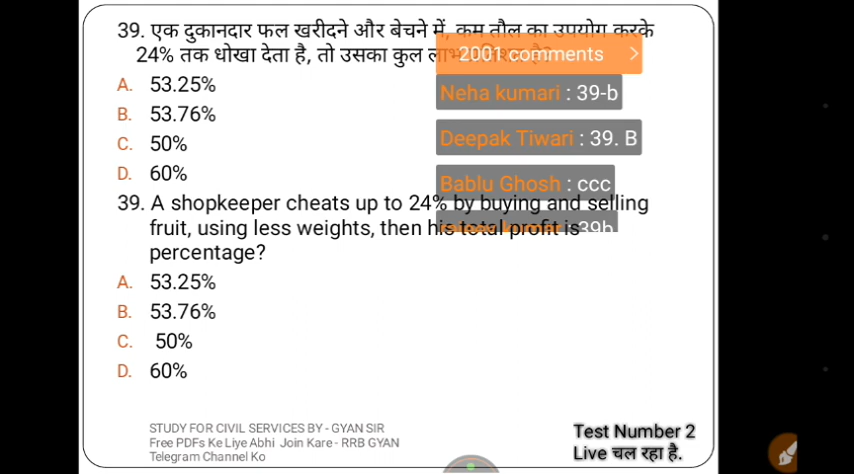 39. एक दुकानदार फल खरीदने और बेचने में, कम तौल का उपयोग करके
24% तक धोखा देता है, तो उसका कुल
2001 comments >
A. 53.25%
Neha kumari : 39-b
B. 53.76%
Deepak Tiwari : 39. B
C. 50%
D. 60%
Bablu Ghosh : ccc
39. A shopkeeper cheats up to 24% by buying and selling
fruit, using less weights, then his total profit is
39b
percentage?
A. 53.25%
B. 53.76%
C. 50%
D. 60%
STUDY FOR CIVIL SERVICES BY - GYAN SIR
Free PDFs Ke Liye Abhi Join Kare - RRB GYAN
Telegram Channel Ko
Test Number 2
Live चल रहा है.